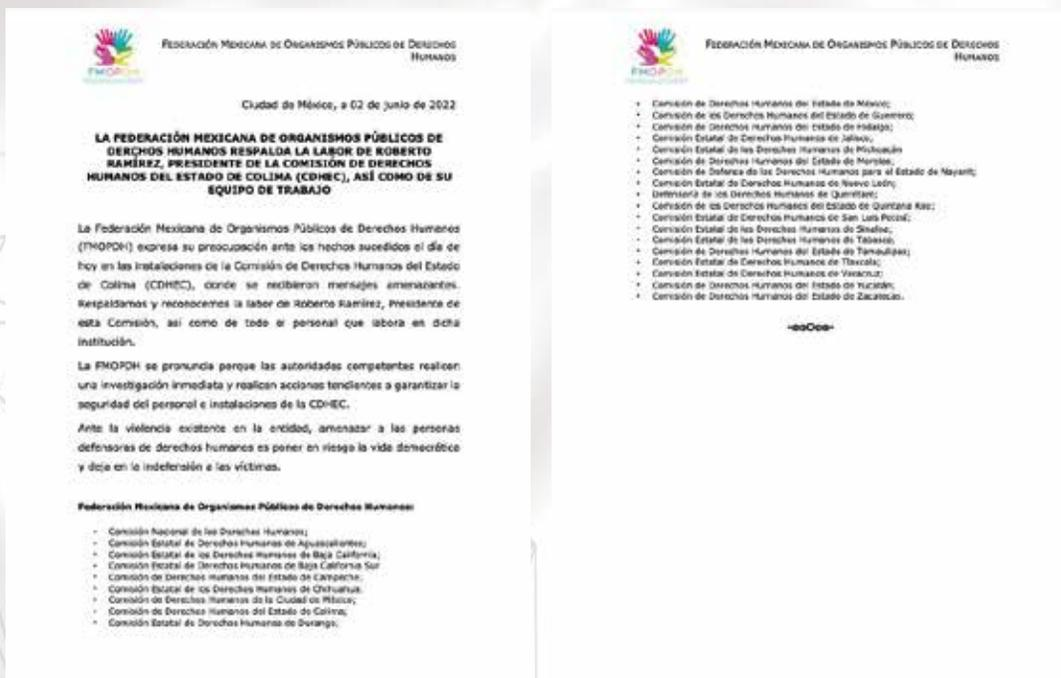 FMOPDH
FEDERACIÓN MEXICANA DE ORGANISMOS PÚBLICOS DE DERECHOS
HUMANOS
Ciudad de México, a 02 de junio de 2022
LA FEDERACIÓN MEXICANA DE ORGANISMOS PÚBLICOS DE
DERCHOS HUMANOS RESPALDA LA LABOR DE ROBERTO
RAMÍREZ, PRESIDENTE DE LA COMISIÓN DE DERECHOS
HUMANOS DEL ESTADO DE COLIMA (CDHEC), ASÍ COMO DE SU
EQUIPO DE TRABAJO
La Federación Mexicana de Organismos Públicos de Derechos Humanos
(FMOPDH) expresa su preocupación ante los hechos sucedidos el día de
hoy en las instalaciones de la Comisión de Derechos Humanos del Estado
de Colima (CDHEC), donde se recibieron mensajes amenazantes.
Respaldamos y reconocemos la labor de Roberto Ramírez, Presidente de
esta Comisión, así como de todo el personal que labora en dicha
institución.
La FMOPDH se pronuncia porque las autoridades competentes realicen
una investigación inmediata y realicen acciones tendientes a garantizar la
seguridad del personal e instalaciones de la CDHEC.
Ante la violencia existente en la entidad, amenazar a las personas
defensoras de derechos humanos es poner en riesgo la vida democrática
y deja en la indefensión a las víctimas.
Federación Mexicana de Organismos Públicos de Derechos Humanos:
• Comisión Nacional de los Derechos Humanos;
• Comisión Estatal de Derechos Humanos de Aguascalientes;
• Comisión Estatal de los Derechos Humanos de Baja California;
• Comisión Estatal de Derechos Humanos de Baja California Sur
• Comisión de Derechos Humanos del Estado de Campeche;
• Comisión Estatal de los Derechos Humanos de Chihuahua;
• Comisión de Derechos Humanos de la Ciudad de México;
• Comisión de Derechos Humanos del Estado de Colima;
• Comisión Estatal de Derechos Humanos de Durango;
FMOPDH
FEDERACIÓN MEXICANA DE ORGANISMOS PÚBLICOS DE DERECHOS
HUMANOS
• Comisión de Derechos Humanos del Estado de México;
• Comisión de los Derechos Humanos del Estado de Guerrero;
• Comisión de Derechos Humanos del Estado de Hidalgo;
• Comisión Estatal de Derechos Humanos de Jalisco;
• Comisión Estatal de los Derechos Humanos de Michoacán
• Comisión de Derechos Humanos del Estado de Morelos;
• Comisión de Defensa de los Derechos Humanos para el Estado de Nayarit;
• Comisión Estatal de Derechos Humanos de Nuevo León;
• Defensoría de los Derechos Humanos de Querétaro;
• Comisión de los Derechos Humanos del Estado de Quintana Roo;
• Comisión Estatal de Derechos Humanos de San Luis Potosí;
• Comisión Estatal de los Derechos Humanos de Sinaloa;
• Comisión Estatal de los Derechos Humanos de Tabasco;
• Comisión de Derechos Humanos del Estado de Tamaulipas;
• Comisión Estatal de Derechos Humanos de Tlaxcala;
• Comisión Estatal de Derechos Humanos de Veracruz;
• Comisión de Derechos Humanos del Estado de Yucatán;
• Comisión de Derechos Humanos del Estado de Zacatecas.
-ooOoo-